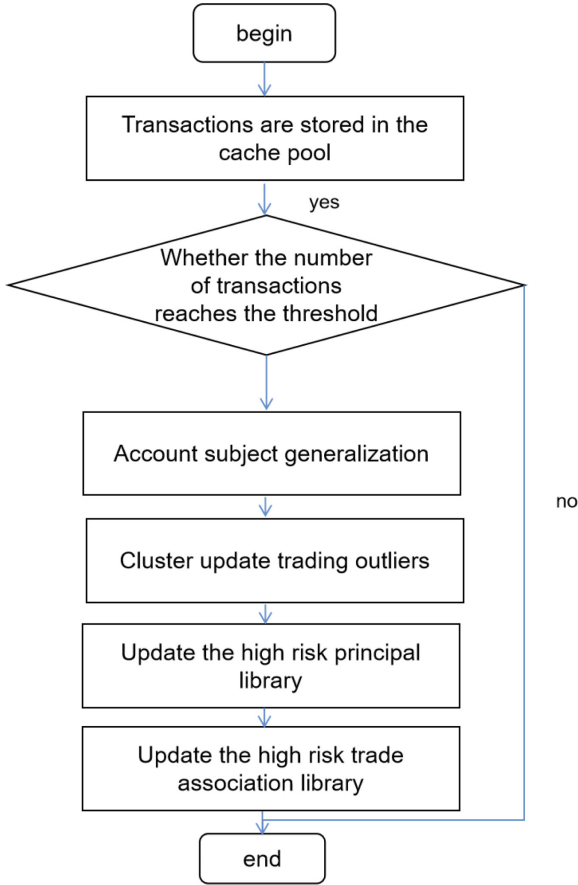 begin
Transactions are stored in the
cache pool
yes
Whether the number
of transactions
reaches the threshold
Account subject generalization
no
Cluster update trading outliers
Update the high risk principal
library
Update the high risk trade
association library
end